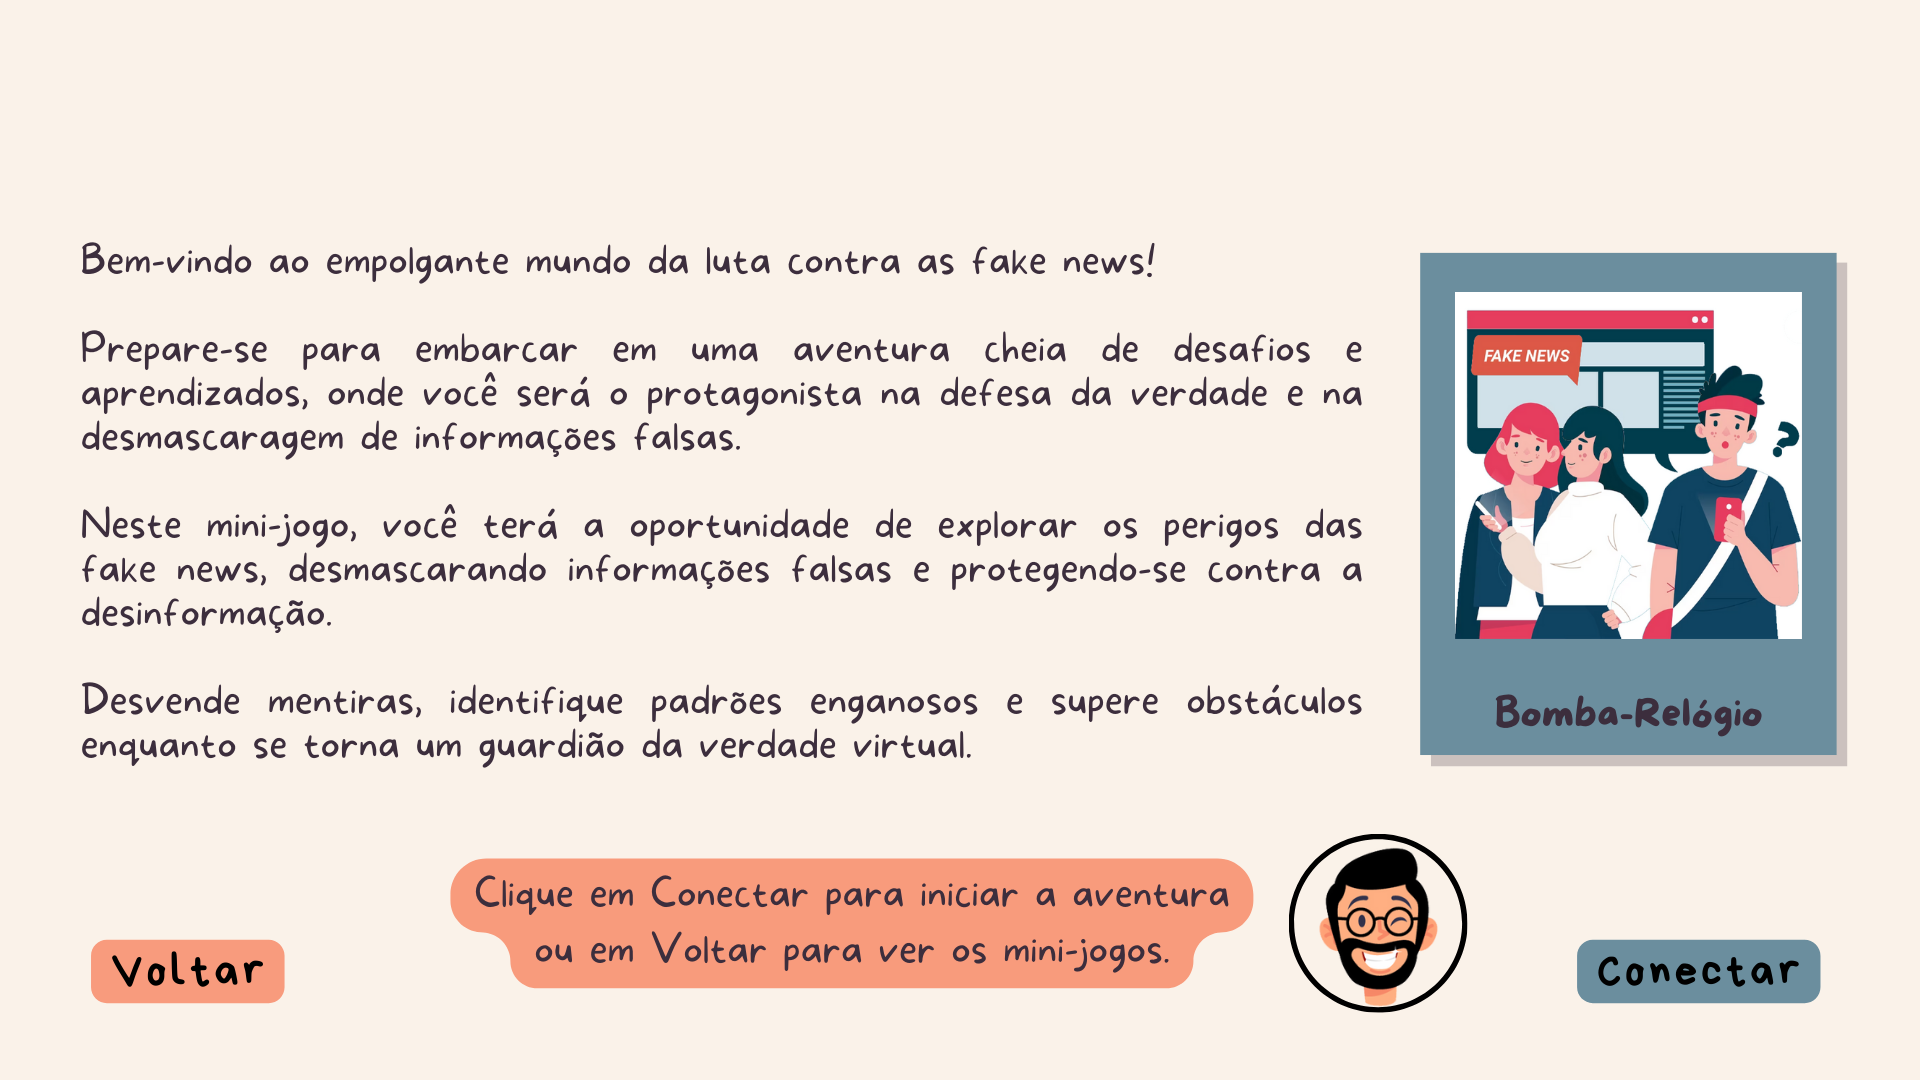 Bem-vindo ao empolgante mundo da luta contra as fake news!
Prepare-se para embarcar em uma aventura cheia de desafios e
aprendizados, onde você será o protagonista na defesa da verdade e na
desmascaragem de informações falsas.
Neste mini-jogo, você terá a oportunidade de explorar os perigos das
fake news, desmascarando informações falsas e protegendo-se contra a
desinformação.
Desvende mentiras, identifique padrões enganosos e supere obstáculos
enquanto se torna um guardião da verdade virtual.
FAKE NEWS
?
Bomba-Relógio
Clique em Conectar para iniciar a aventura
ou em Voltar para ver os mini-jogos.
Voltar
Conectar